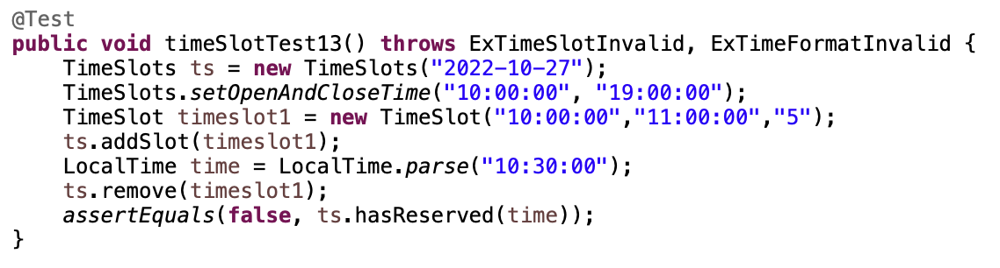 @Test
public void timeSlotTest13() throws ExTimeSlotInvalid, ExTimeFormatInvalid {
    TimeSlots ts = new TimeSlots("2022-10-27");
    TimeSlots.setOpenAndCloseTime("10:00:00", "19:00:00");
    TimeSlot timeslot1 = new TimeSlot("10:00:00","11:00:00","5");
    ts.addSlot(timeslot1);
    LocalTime time = LocalTime.parse("10:30:00");
    ts.remove(timeslot1);
    assertEquals(false, ts.hasReserved(time));
}